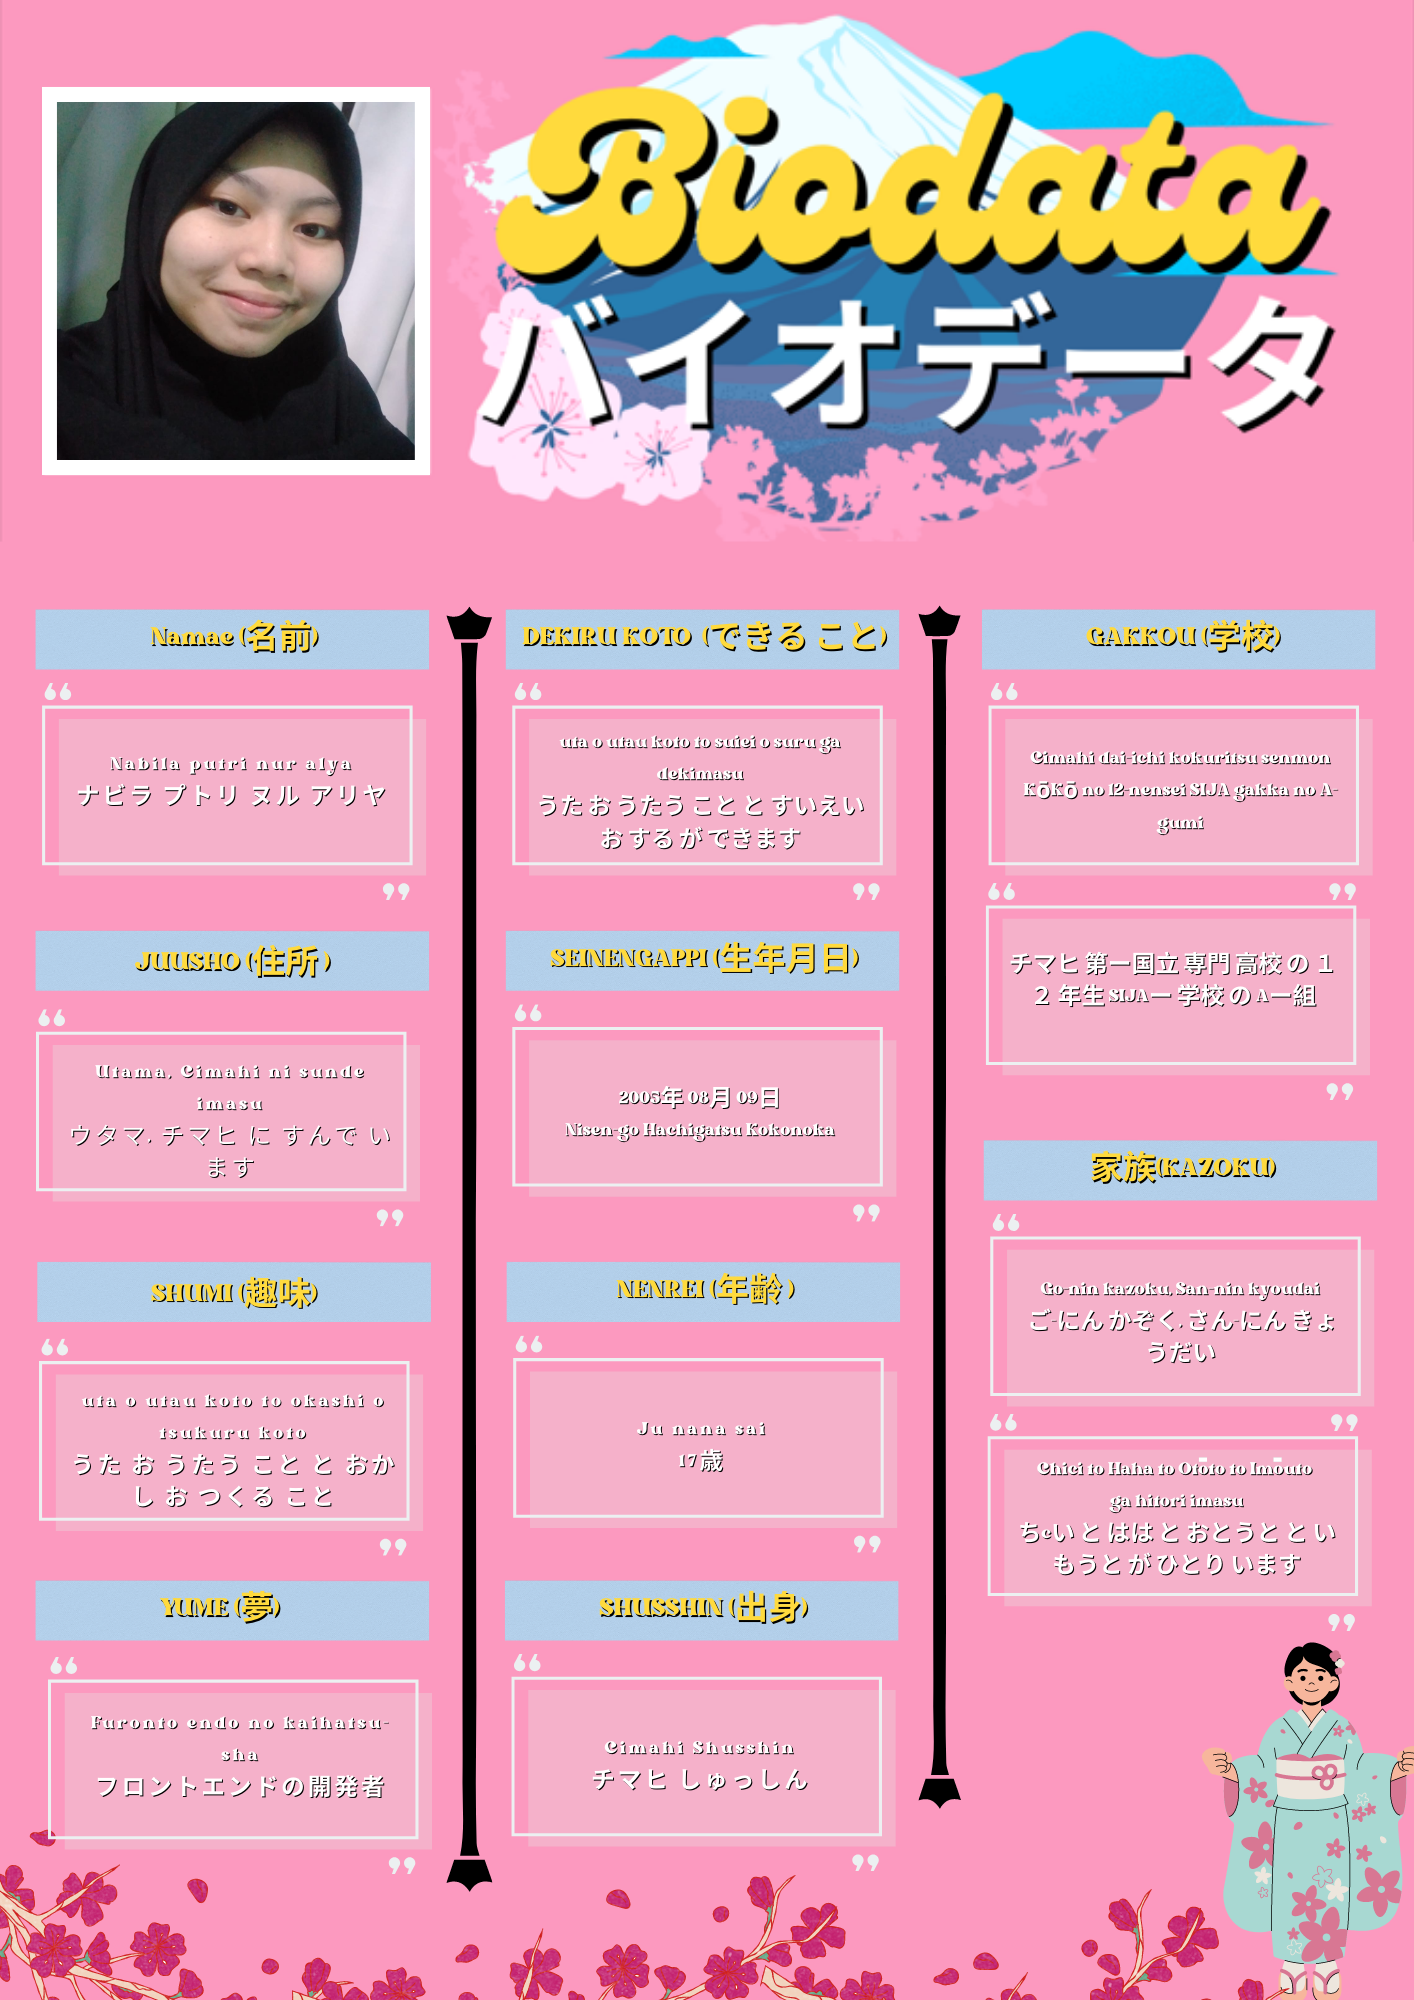 Biodata
バイオデータ
Namae (名前)
Nabila putri nur alya
ナビラ プトリ ヌル アリヤ
JUUSHO (住所 )
Utama, Cimahi ni sunde
imasu
ウタマ, チマヒ に すんで い
ます
SHUMI (趣味)
uta o utau koto to okashi o
tsukuru koto
うた お うたう こと と おか
し お つくる こと
YUME (夢)
Furonto endo no kaihatsu-
sha
フロントエンドの開発者
DEKIRU KOTO (できる こと)
uta o utau koto to suiei o suru ga
dekimasu
うた お うたう こと と すいえい
お する が できます
SEINENGAPPI (生年月日)
2005年 08月 09日
Nisen-go Hachigatsu Kokonoka
NENREI (年齢 )
Ju nana sai
17歳
SHUSSHIN (出身)
Cimahi Shusshin
チマヒ しゅっしん
GAKKOU (学校)
Cimahi dai-ichi kokuritsu senmon
KōKō no 12-nensei SIJA gakka no A-
gumi
チマヒ 第一国立 専門 高校 の １
２ 年生 SIJAー 学校 の Aー組
家族(KAZOKU)
Go-nin kazoku, San-nin kyoudai
ご-にん かぞく, さん-にん きょ
うだい
Chici to Haha to Otōto to Imōuto
ga hitori imasu
ちcい と はは と おとうと と い
もうと が ひとり います